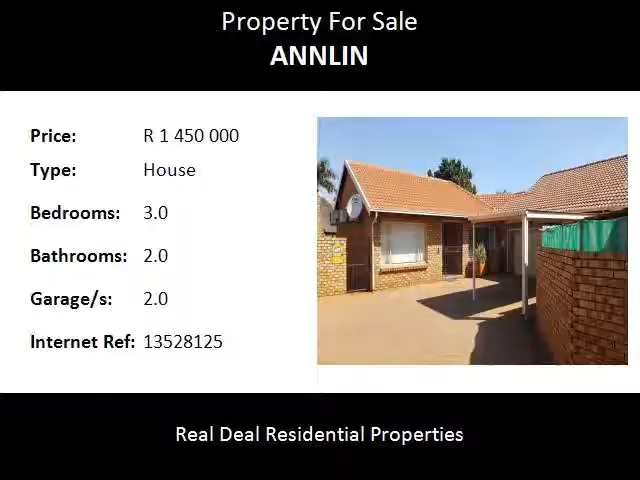 Property For Sale
ANNLIN
Price: R 1 450 000
Type: House
Bedrooms: 3.0
Bathrooms: 2.0
Garage/s: 2.0
Internet Ref: 13528125
Real Deal Residential Properties